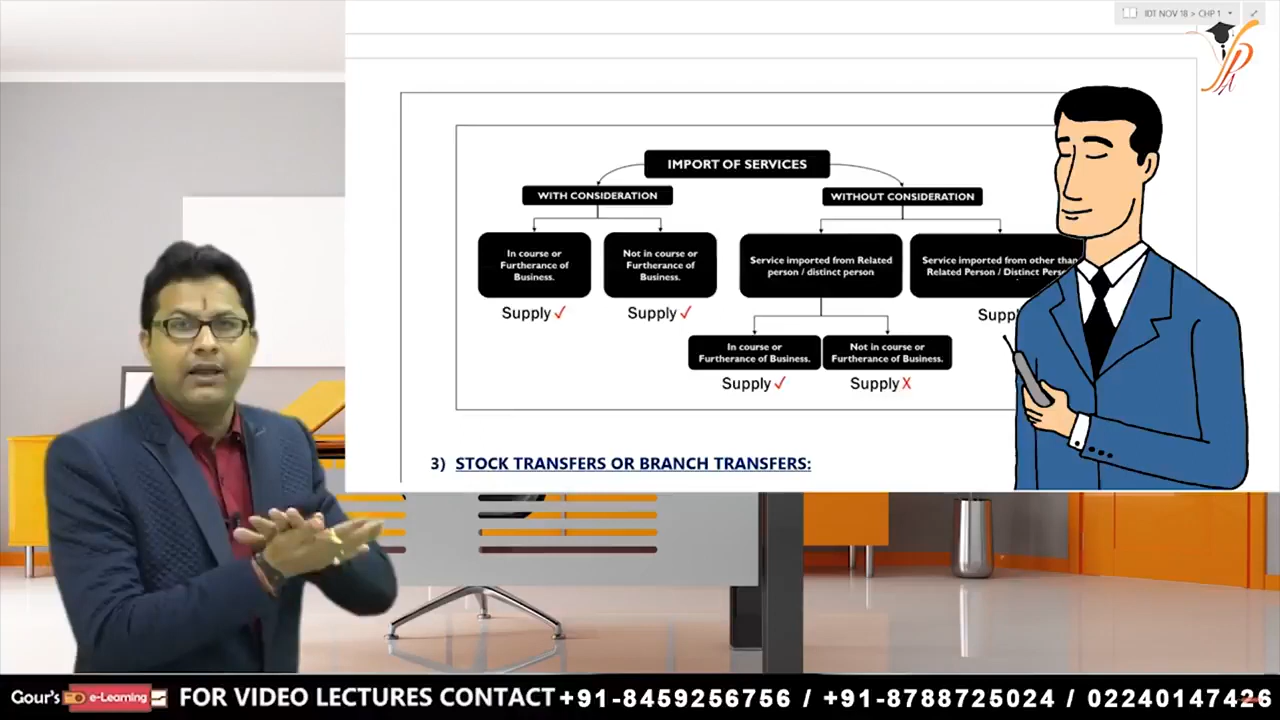 IDT NOV 18 > CHP 1
IMPORT OF SERVICES
WITH CONSIDERATION
WITHOUT CONSIDERATION
In course or
Furtherance of
Business.
Not in course or
Furtherance of
Business.
Service imported from Related
person / distinct person
Service imported from other than
Related Person / Distinct
Supply ✓
Supply ✓
In course or
Furtherance of Business.
Not in course or
Furtherance of Business.
Supply ✓
Supply X
3) STOCK TRANSFERS OR BRANCH TRANSFERS:
Gour's e-Learning
FOR VIDEO LECTURES CONTACT +91-8459256756 / +91-8788725024 / 02240147426